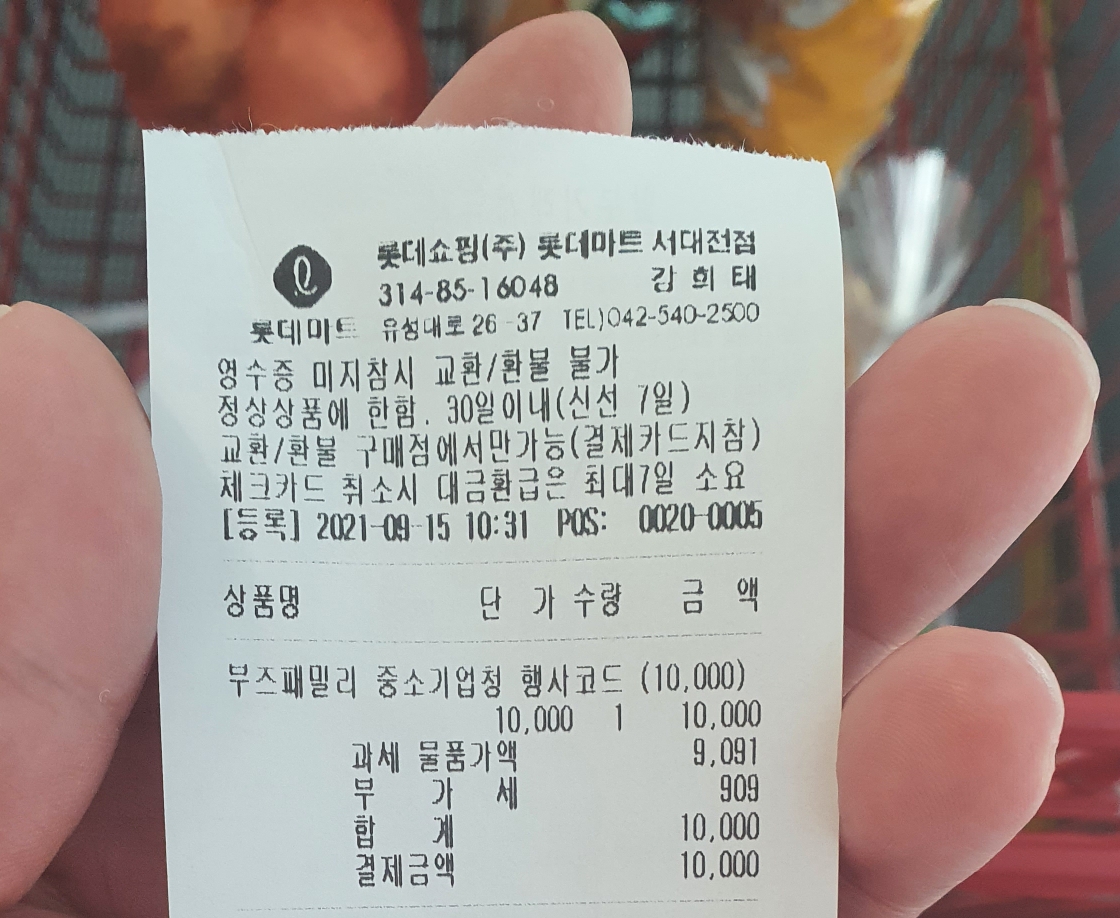 롯데쇼핑(주) 롯데마트 서대전점
314-85-16048 강 희 태
롯데마트 유성대로 26-37 TEL)042-540-2500
영수증 미지참시 교환/환불 불가
정상상품에 한함. 30일이내(신선 7일)
교환/환불 구매점에서만가능(결제카드지참)
체크카드 취소시 대금환급은 최대7일 소요
[등록] 2021-09-15 10:31 POS: 0020-0005
상품명 단 가 수량 금 액
부즈패밀리 중소기업청 행사코드 (10,000)
10,000 1 10,000
과세 물품가액 9,091
부 가 세 909
합 계 10,000
결제금액 10,000